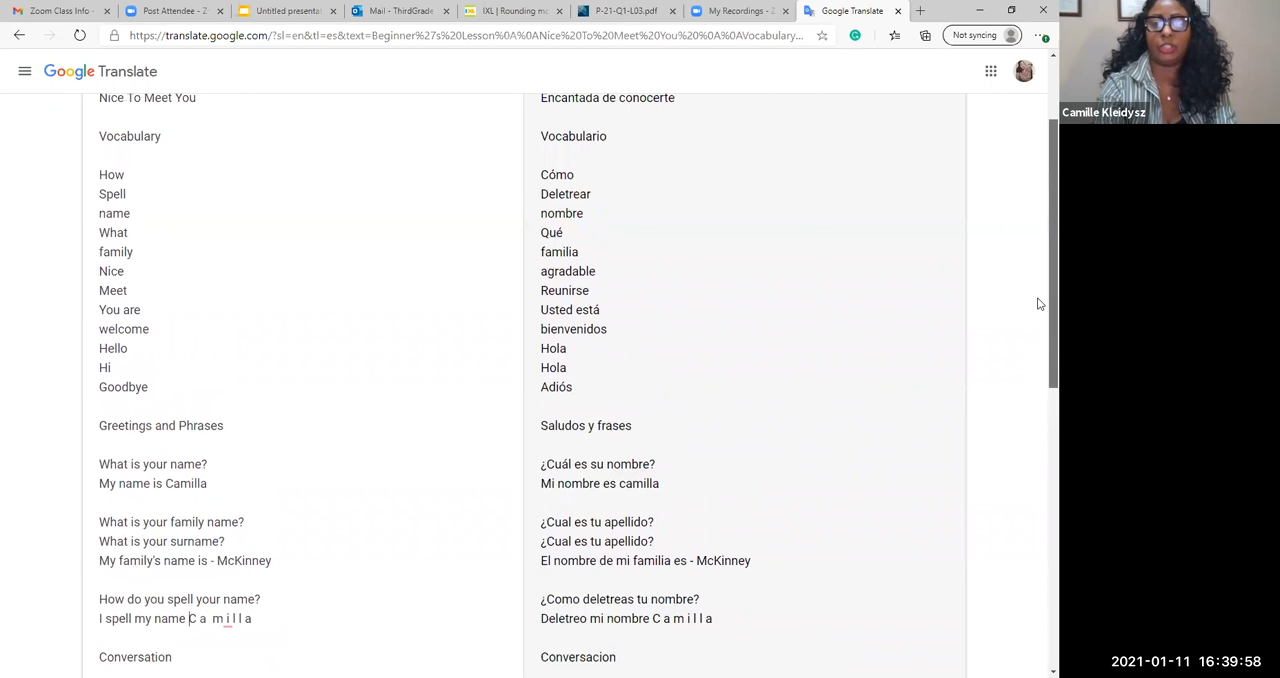 Zoom Class Info -
Post Attendee - Z
Untitled presenta
Mail - ThirdGrade
IXL | Rounding mo
P-21-Q1-L03.pdf
My Recordings - Z
Google Translate
https://translate.google.com/?sl=en&tl=es&text=Beginner%27s%20Lesson%0A%0ANice%20To%20Meet%20You%20%0A%0AVocabulary...
Not syncing
Google Translate
Camille Kleidysz
Nice To Meet You
Encantada de conocerte
Vocabulary
Vocabulario
How
Cómo
Spell
Deletrear
name
nombre
What
Qué
family
familia
Nice
agradable
Meet
Reunirse
You are
Usted está
welcome
bienvenidos
Hello
Hola
Hi
Hola
Goodbye
Adiós
Greetings and Phrases
Saludos y frases
What is your name?
¿Cuál es su nombre?
My name is Camilla
Mi nombre es camilla
What is your family name?
¿Cual es tu apellido?
What is your surname?
¿Cual es tu apellido?
My family's name is - McKinney
El nombre de mi familia es - McKinney
How do you spell your name?
¿Como deletreas tu nombre?
I spell my name C a  m i l l a
Deletreo mi nombre C a m i l l a
Conversation
Conversacion
2021-01-11 16:39:58